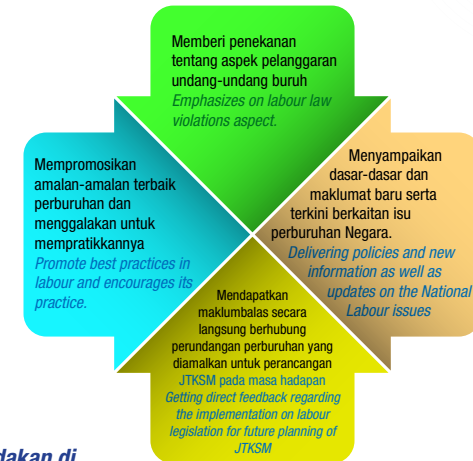 Memberi penekanan
tentang aspek pelanggaran
undang-undang buruh
Emphasizes on labour law
violations aspect.
Mempromosikan
amalan-amalan terbaik
perburuhan dan
menggalakan untuk
mempratikkannya
Promote best practices in
labour and encourages its
practice.
Menyampaikan
dasar-dasar dan
maklumat baru serta
terkini berkaitan isu
perburuhan Negara.
Delivering policies and new
information as well as
updates on the National
Labour issues
Mendapatkan
maklumbalas secara
langsung berhubung
perundangan perburuhan yang
diamalkan untuk perancangan
JTKSM pada masa hadapan
Getting direct feedback regarding
the implementation on labour
legislation for future planning of
JTKSM